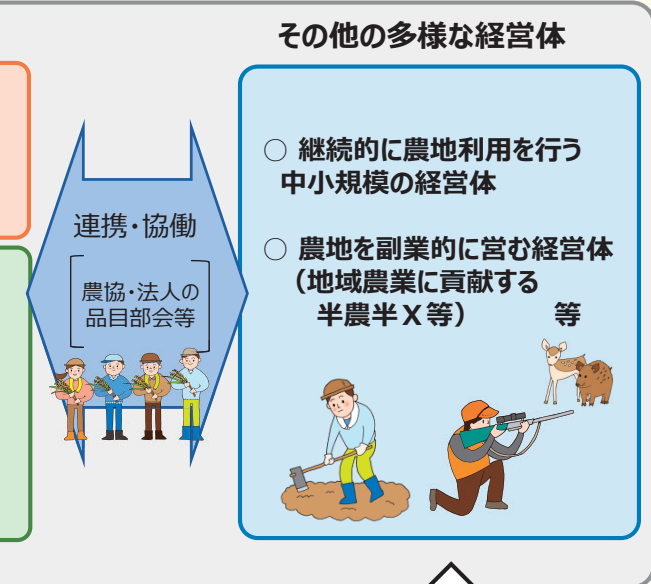 その他の多様な経営体
連携・協働
農協・法人の
品目部会等
○ 継続的に農地利用を行う
中小規模の経営体
○ 農地を副業的に営む経営体
（地域農業に貢献する
半農半X等） 等